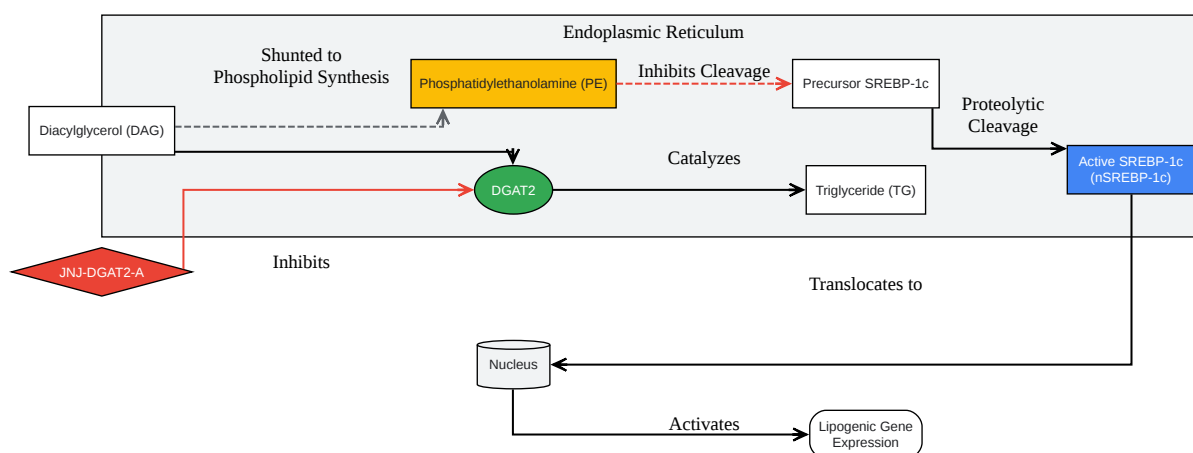 Endoplasmic Reticulum
Shunted to
Phospholipid Synthesis
Phosphatidylethanolamine (PE)
Inhibits Cleavage
Precursor SREBP-1c
Proteolytic
Cleavage
Diacylglycerol (DAG)
Catalyzes
Active SREBP-1c
(nSREBP-1c)
DGAT2
Triglyceride (TG)
JNJ-DGAT2-A
Inhibits
Translocates to
Nucleus
Activates
Lipogenic Gene
Expression